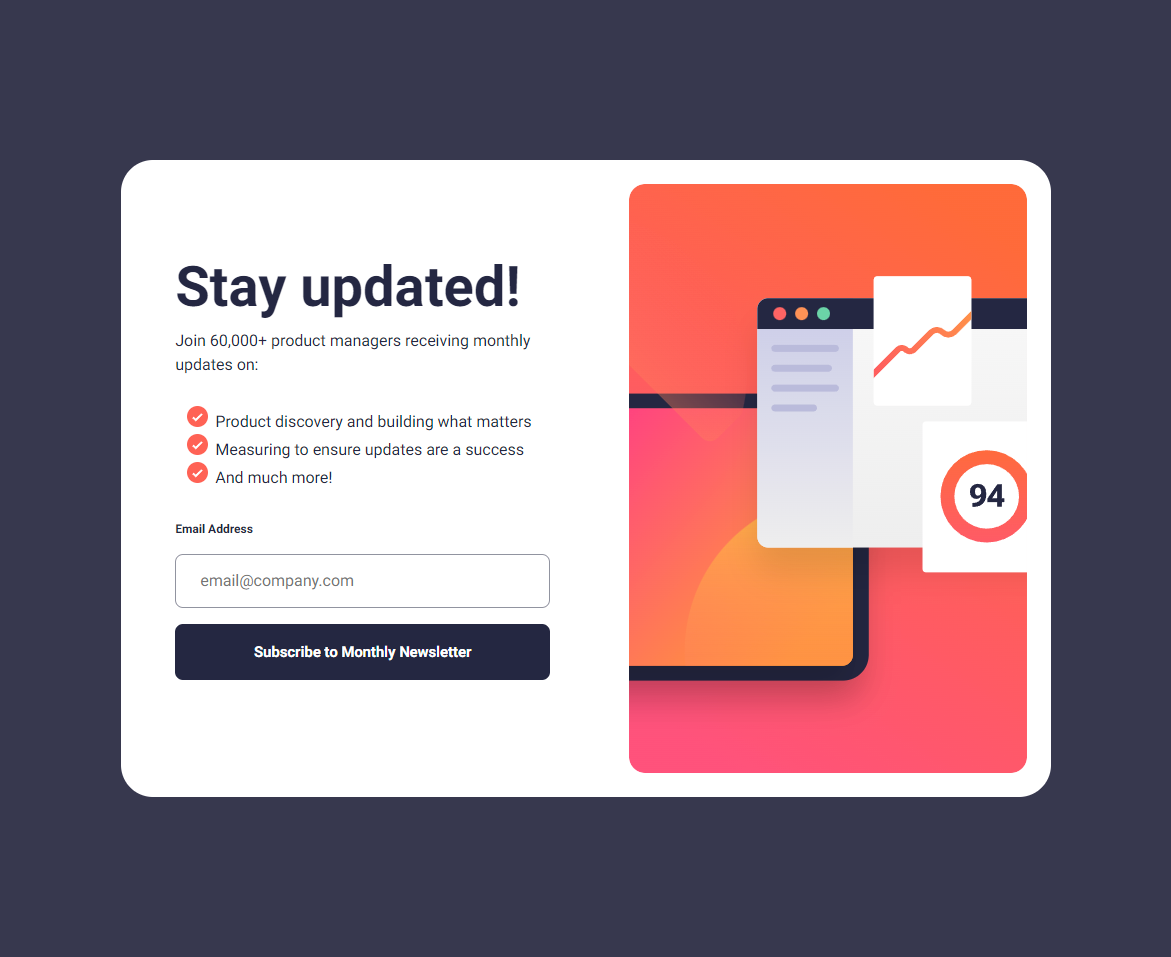 Stay updated!
Join 60,000+ product managers receiving monthly
updates on:
Product discovery and building what matters
Measuring to ensure updates are a success
And much more!
Email Address
email@company.com
Subscribe to Monthly Newsletter
94